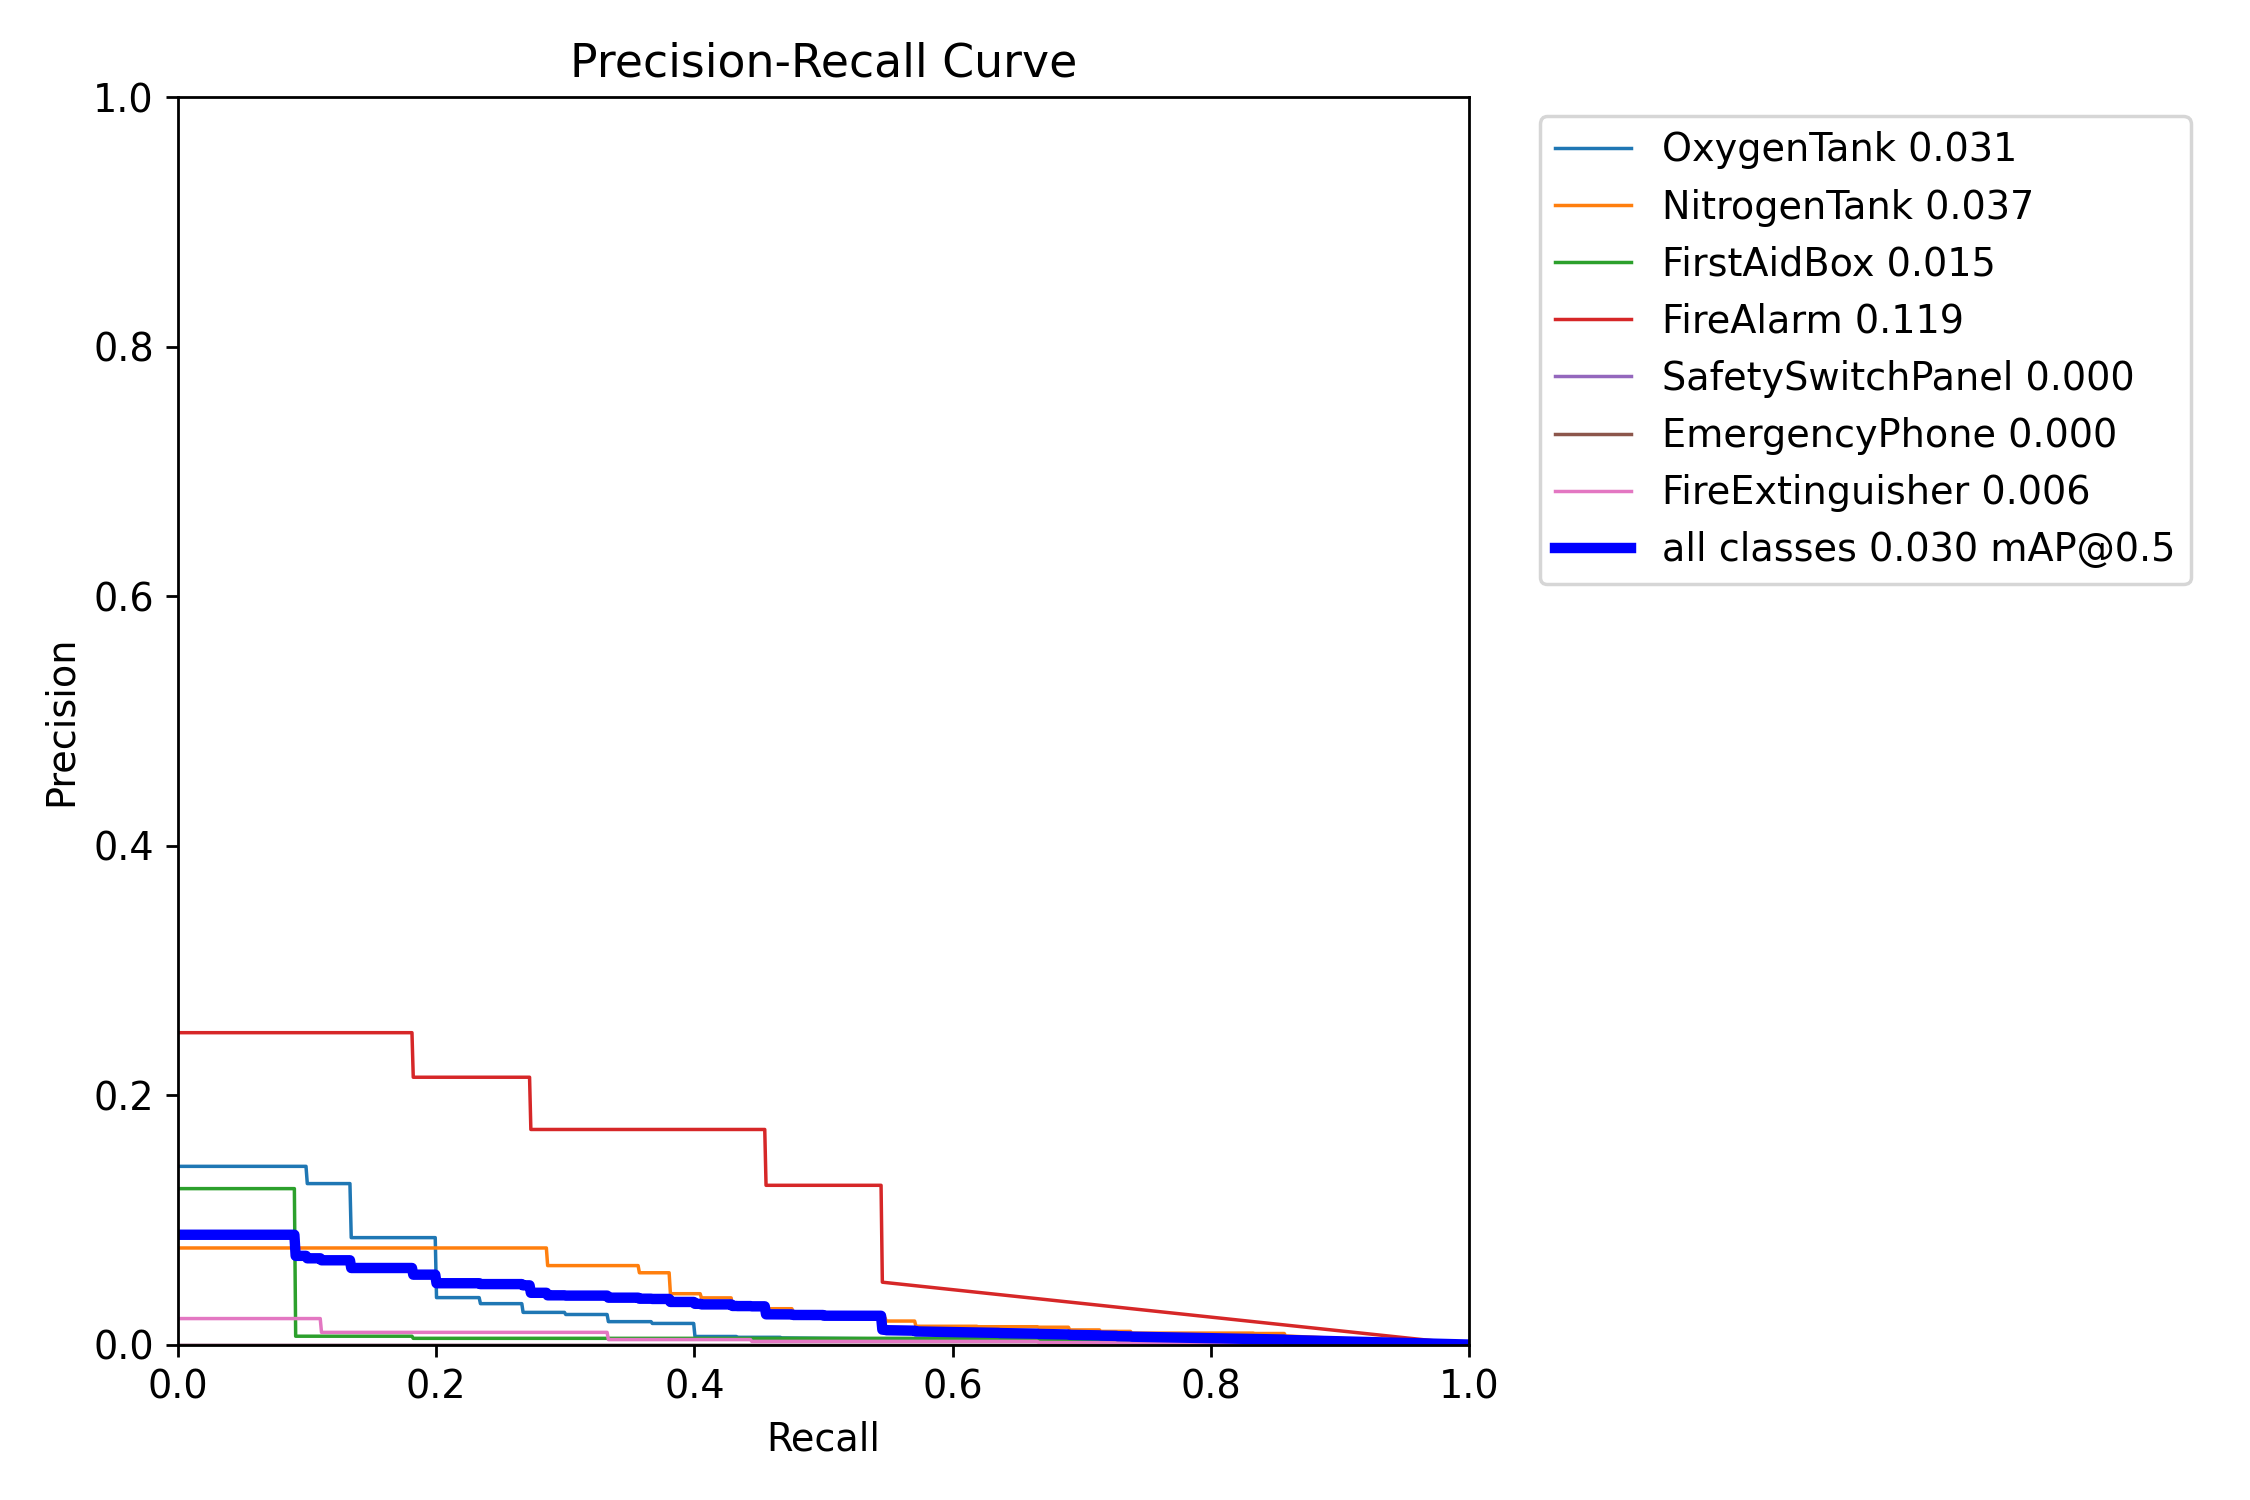 Precision-Recall Curve
1.0
0.8
0.6
0.4
0.2
0.0
Precision
0.0 0.2 0.4 0.6 0.8 1.0
Recall
OxygenTank 0.031
NitrogenTank 0.037
FirstAidBox 0.015
FireAlarm 0.119
SafetySwitchPanel 0.000
EmergencyPhone 0.000
FireExtinguisher 0.006
all classes 0.030 mAP@0.5